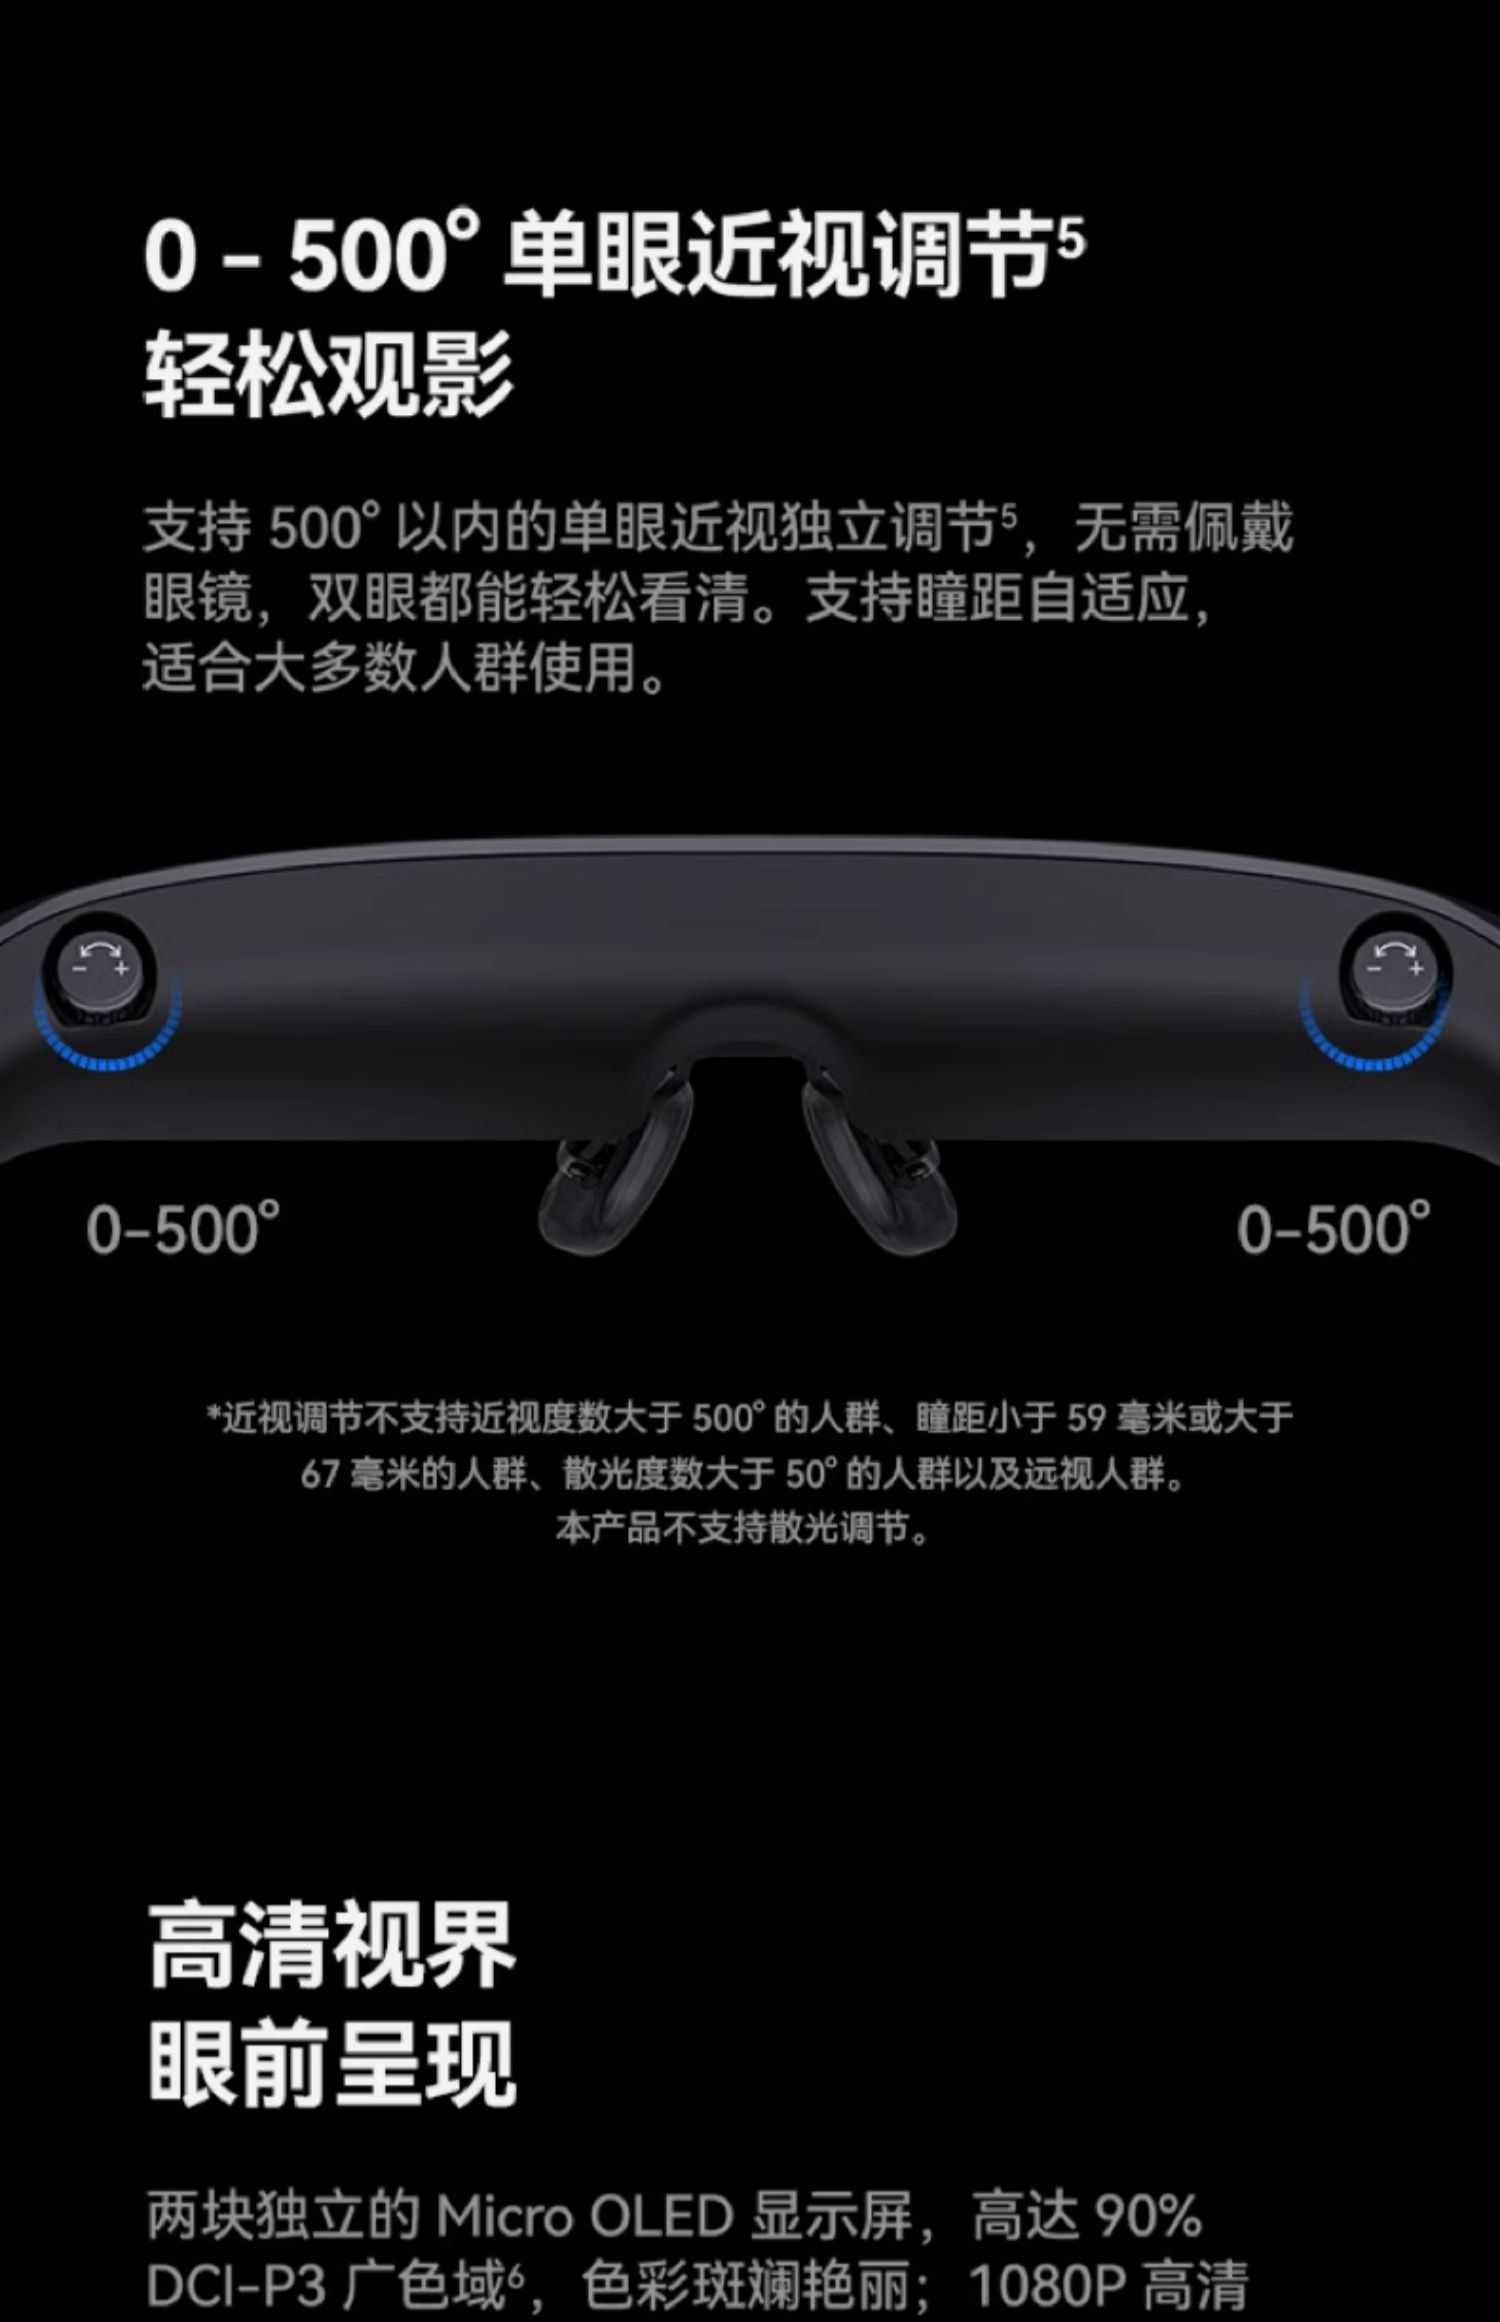 0 - 500° 单眼近视调节5
轻松观影
支持 500° 以内的单眼近视独立调节5，无需佩戴
眼镜，双眼都能轻松看清。支持瞳距自适应，
适合大多数人群使用。
- +
- +
0-500°
0-500°
*近视调节不支持近视度数大于 500° 的人群、瞳距小于 59 毫米或大于
67 毫米的人群、散光度数大于 50° 的人群以及远视人群。
本产品不支持散光调节。
高清视界
眼前呈现
两块独立的 Micro OLED 显示屏，高达 90%
DCI-P3 广色域6，色彩斑斓艳丽；1080P 高清